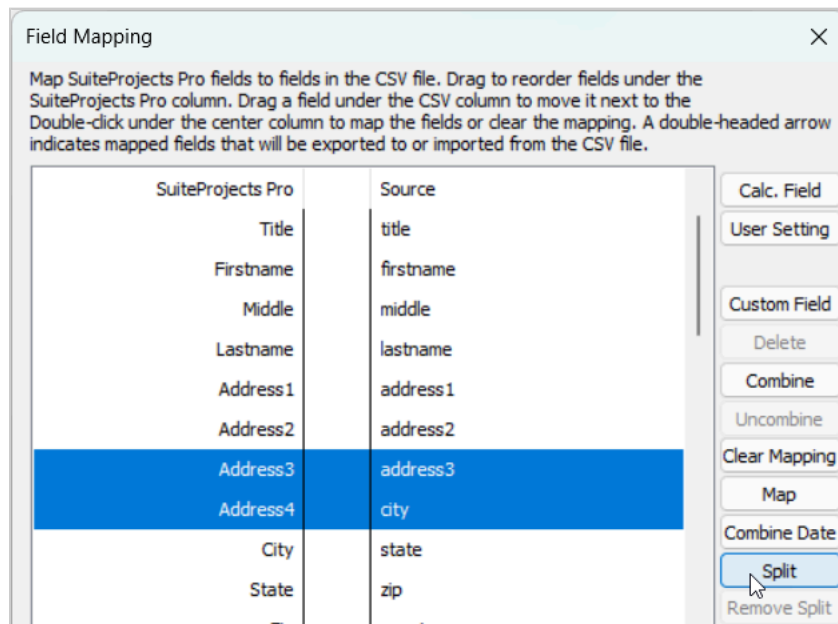 Field Mapping
Map SuiteProjects Pro fields to fields in the CSV file. Drag to reorder fields under the
SuiteProjects Pro column. Drag a field under the CSV column to move it next to the
Double-click under the center column to map the fields or clear the mapping. A double-headed arrow
indicates mapped fields that will be exported to or imported from the CSV file.
SuiteProjects Pro Source
Title title
Firstname firstname
Middle middle
Lastname lastname
Address1 address1
Address2 address2
Address3 address3
Address4 city
City state
State zip
Calc. Field
User Setting
Custom Field
Delete
Combine
Uncombine
Clear Mapping
Map
Combine Date
Split
Remove Split